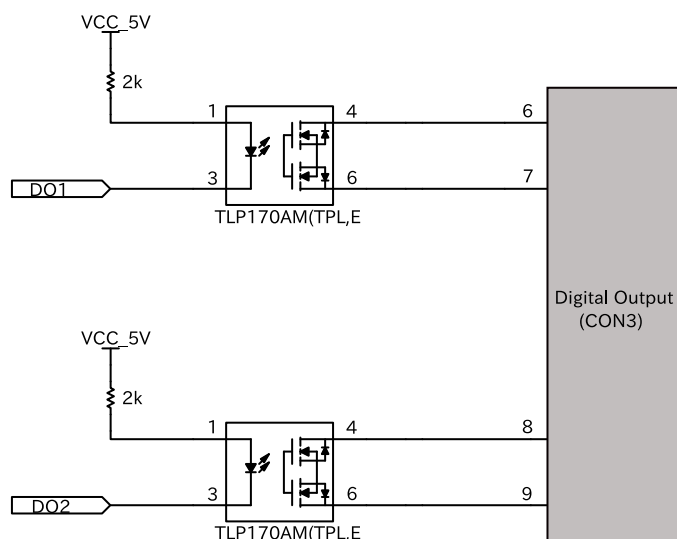 VCC_5V
2k
1
4
6
3
6
7
DO1
TLP170AM(TPL,E
Digital Output
(CON3)
VCC_5V
2k
1
4
8
3
6
9
DO2
TLP170AM(TPL,E